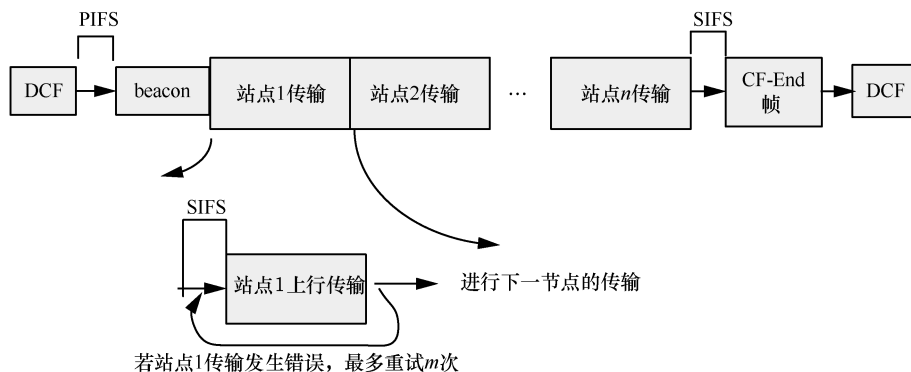 PIFS
SIFS
DCF
beacon
站点1传输
站点2传输
…
站点n传输
CF-End
帧
DCF
SIFS
站点1上行传输
进行下一节点的传输
若站点1传输发生错误，最多重试m次